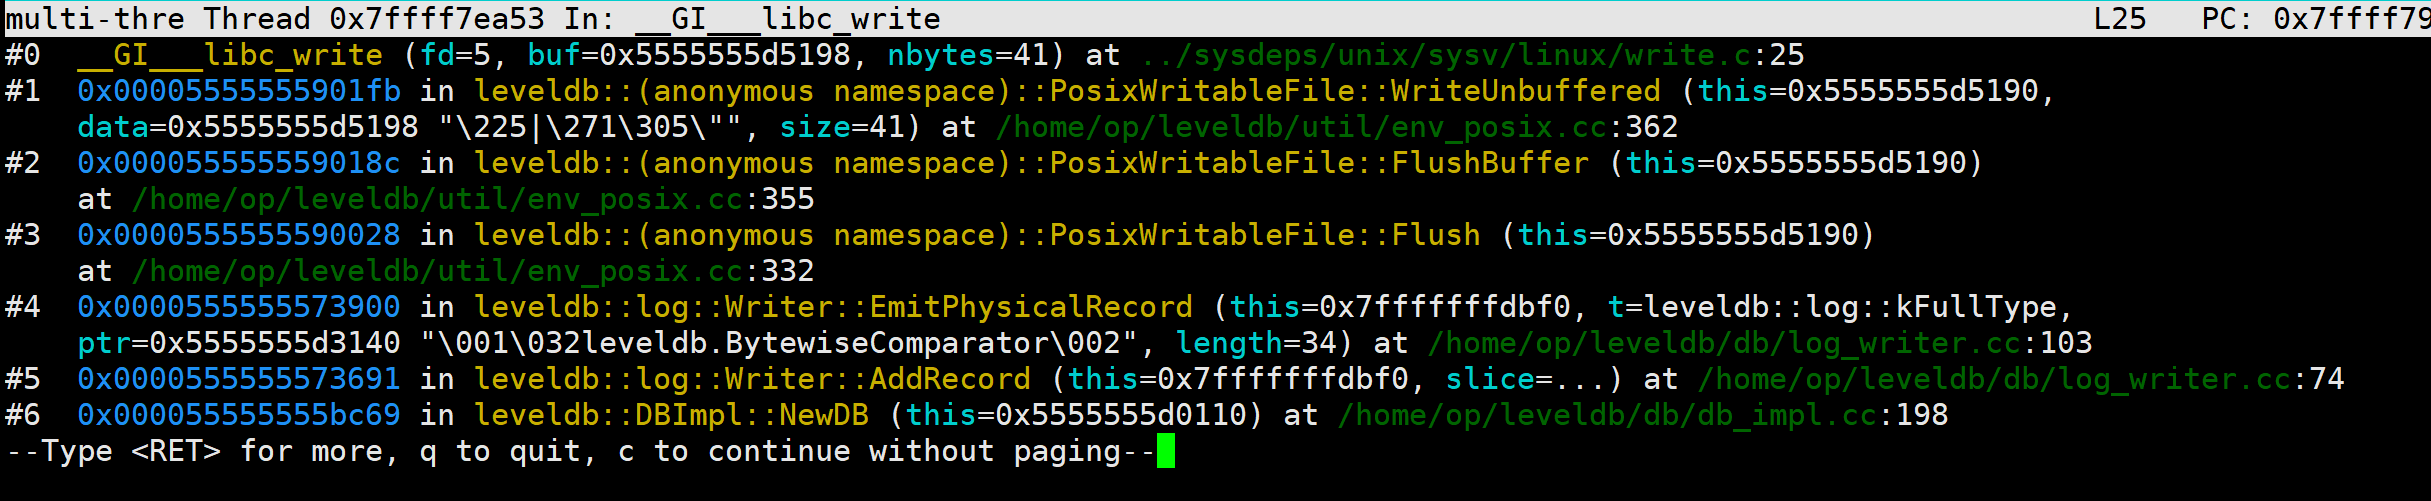 multi-thre Thread 0x7ffff7ea53 In: __GI___libc_write L25 PC: 0x7ffff79
#0 __GI___libc_write (fd=5, buf=0x5555555d5198, nbytes=41) at ../sysdeps/unix/sysv/linux/write.c:25
#1 0x00005555555901fb in leveldb::(anonymous namespace)::PosixWritableFile::WriteUnbuffered (this=0x5555555d5190,
data=0x5555555d5198 "\225|\271\305\"", size=41) at /home/op/leveldb/util/env_posix.cc:362
#2 0x000055555559018c in leveldb::(anonymous namespace)::PosixWritableFile::FlushBuffer (this=0x5555555d5190)
at /home/op/leveldb/util/env_posix.cc:355
#3 0x0000555555590028 in leveldb::(anonymous namespace)::PosixWritableFile::Flush (this=0x5555555d5190)
at /home/op/leveldb/util/env_posix.cc:332
#4 0x0000555555573900 in leveldb::log::Writer::EmitPhysicalRecord (this=0x7fffffffdbf0, t=leveldb::log::kFullType,
ptr=0x5555555d3140 "\001\032leveldb.BytewiseComparator\002", length=34) at /home/op/leveldb/db/log_writer.cc:103
#5 0x0000555555573691 in leveldb::log::Writer::AddRecord (this=0x7fffffffdbf0, slice=...) at /home/op/leveldb/db/log_writer.cc:74
#6 0x000055555555bc69 in leveldb::DBImpl::NewDB (this=0x5555555d0110) at /home/op/leveldb/db/db_impl.cc:198
--Type <RET> for more, q to quit, c to continue without paging--